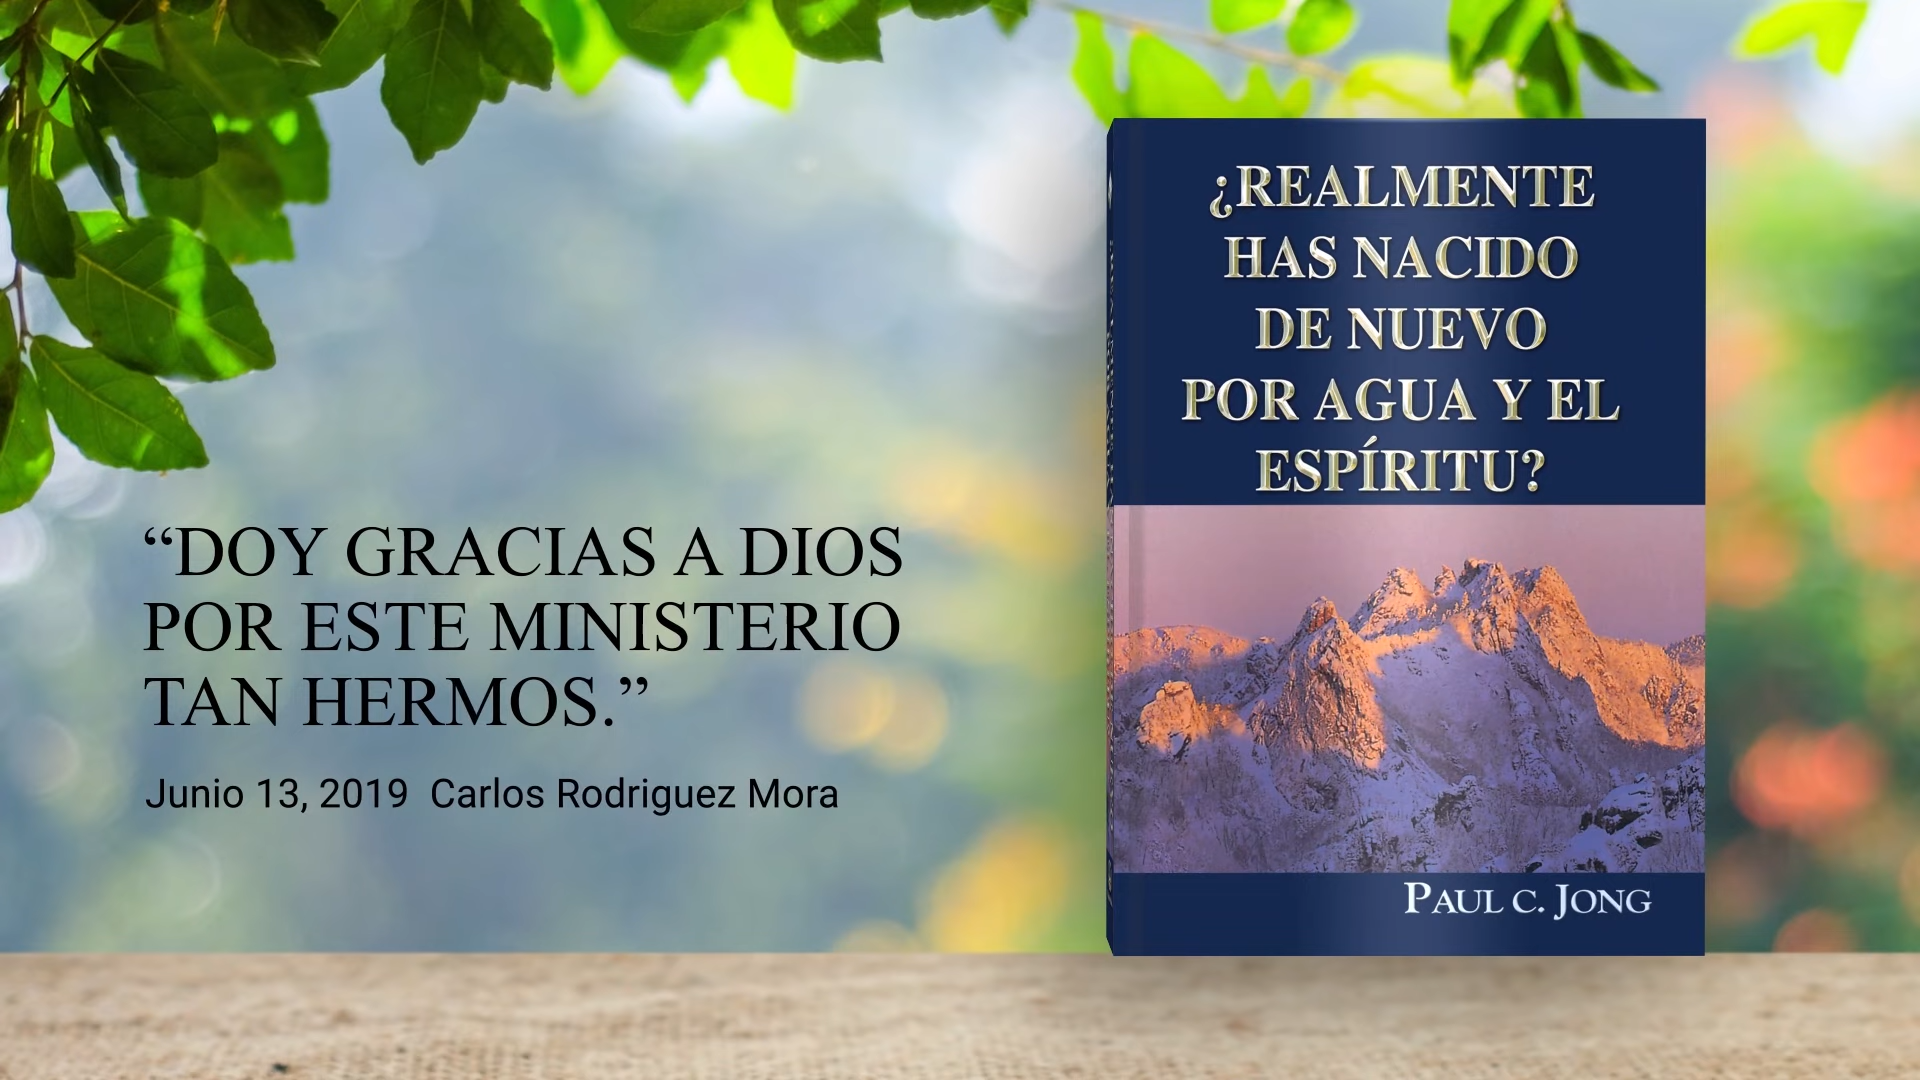 “DOY GRACIAS A DIOS
POR ESTE MINISTERIO
TAN HERMOS.”
Junio 13, 2019  Carlos Rodriguez Mora
¿REALMENTE
HAS NACIDO
DE NUEVO
POR AGUA Y EL
ESPÍRITU?
PAUL C. JONG